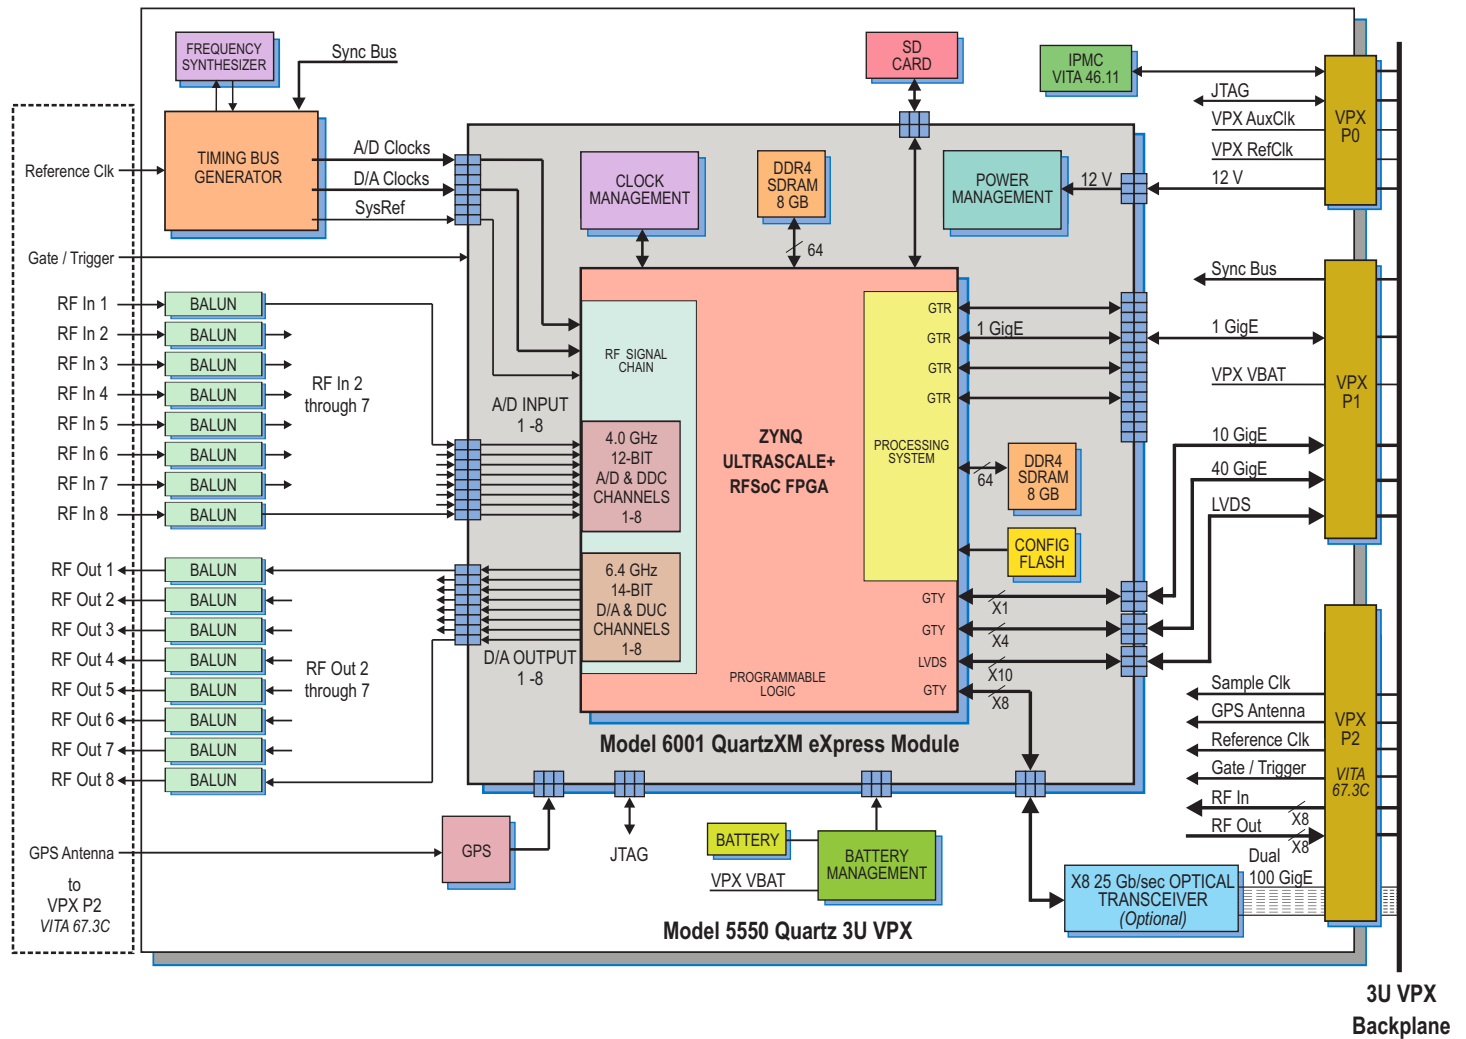 FREQUENCY
SYNTHESIZER
Sync Bus
SD
CARD
IPMC
VITA 46.11
JTAG
VPX AuxClk
VPX RefClk
12 V
VPX
P0
Reference Clk
TIMING BUS
GENERATOR
A/D Clocks
D/A Clocks
SysRef
Gate / Trigger
CLOCK
MANAGEMENT
DDR4
SDRAM
8 GB
64
POWER
MANAGEMENT
12 V
RF In 1
BALUN
RF In 2
BALUN
RF In 3
BALUN
RF In 4
BALUN
RF In 5
BALUN
RF In 6
BALUN
RF In 7
BALUN
RF In 8
BALUN
RF In 2
through 7
A/D INPUT
1 -8
RF SIGNAL
CHAIN
4.0 GHz
12-BIT
A/D & DDC
CHANNELS
1-8
ZYNQ
ULTRASCALE+
RFSoC FPGA
PROCESSING
SYSTEM
GTR
1 GigE
GTR
GTR
GTR
64
DDR4
SDRAM
8 GB
CONFIG
FLASH
Sync Bus
1 GigE
VPX VBAT
VPX
P1
10 GigE
40 GigE
LVDS
RF Out 1
BALUN
RF Out 2
BALUN
RF Out 3
BALUN
RF Out 4
BALUN
RF Out 5
BALUN
RF Out 6
BALUN
RF Out 7
BALUN
RF Out 8
BALUN
RF Out 2
through 7
6.4 GHz
14-BIT
D/A & DUC
CHANNELS
1-8
D/A OUTPUT
1 -8
GTY
X1
GTY
X4
LVDS
X10
GTY
X8
PROGRAMMABLE
LOGIC
Model 6001 QuartzXM eXpress Module
Sample Clk
GPS Antenna
Reference Clk
Gate / Trigger
RF In
X8
RF Out
X8
VPX
P2
VITA
67.3C
GPS Antenna
to
VPX P2
VITA 67.3C
GPS
JTAG
BATTERY
VPX VBAT
BATTERY
MANAGEMENT
Dual
100 GigE
X8 25 Gb/sec OPTICAL
TRANSCEIVER
(Optional)
Model 5550 Quartz 3U VPX
3U VPX
Backplane